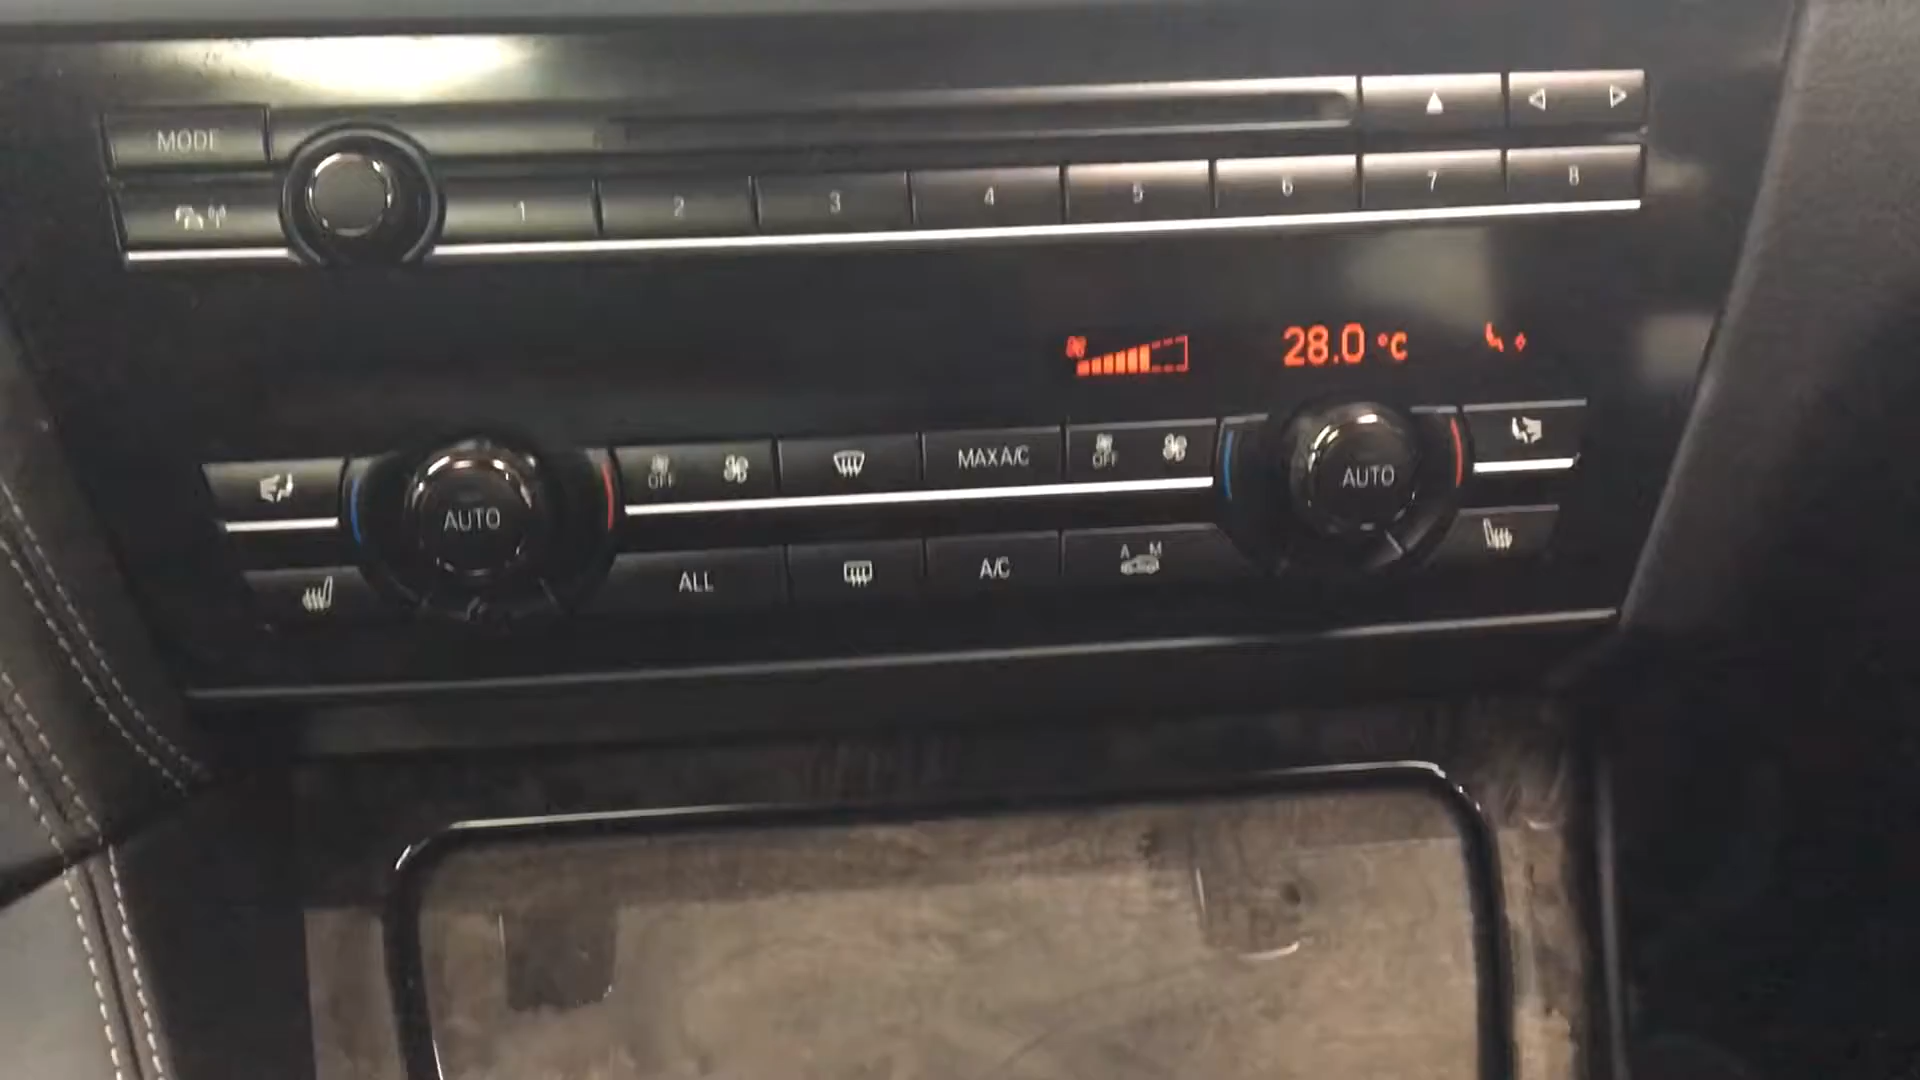 MODE
1 2 3 4 5 6 7 8
28.0 °C
OFF MAX A/C OFF
AUTO AUTO
A M
ALL A/C